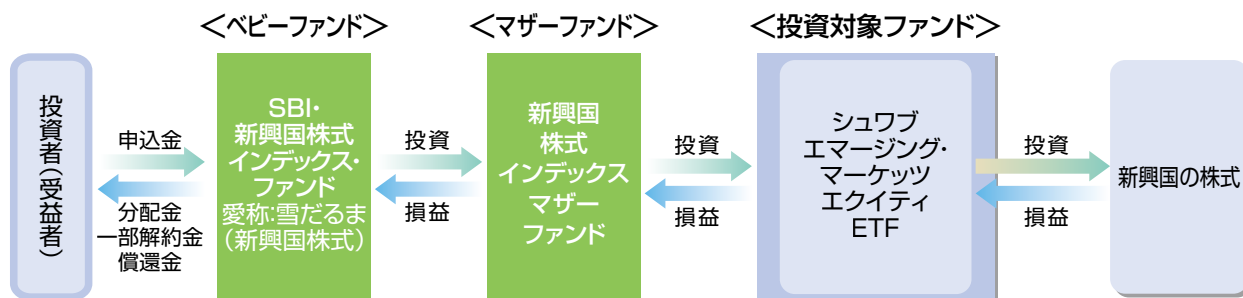 <ベビーファンド>
<マザーファンド>
<投資対象ファンド>
投資者(受益者)
申込金
分配金
一部解約金
償還金
SBI・
新興国株式
インデックス・
ファンド
愛称:雪だるま
(新興国株式)
投資
損益
新興国
株式
インデックス
マザー
ファンド
投資
損益
シュワブ
エマージング・
マーケッツ
エクイティ
ETF
投資
損益
新興国の株式